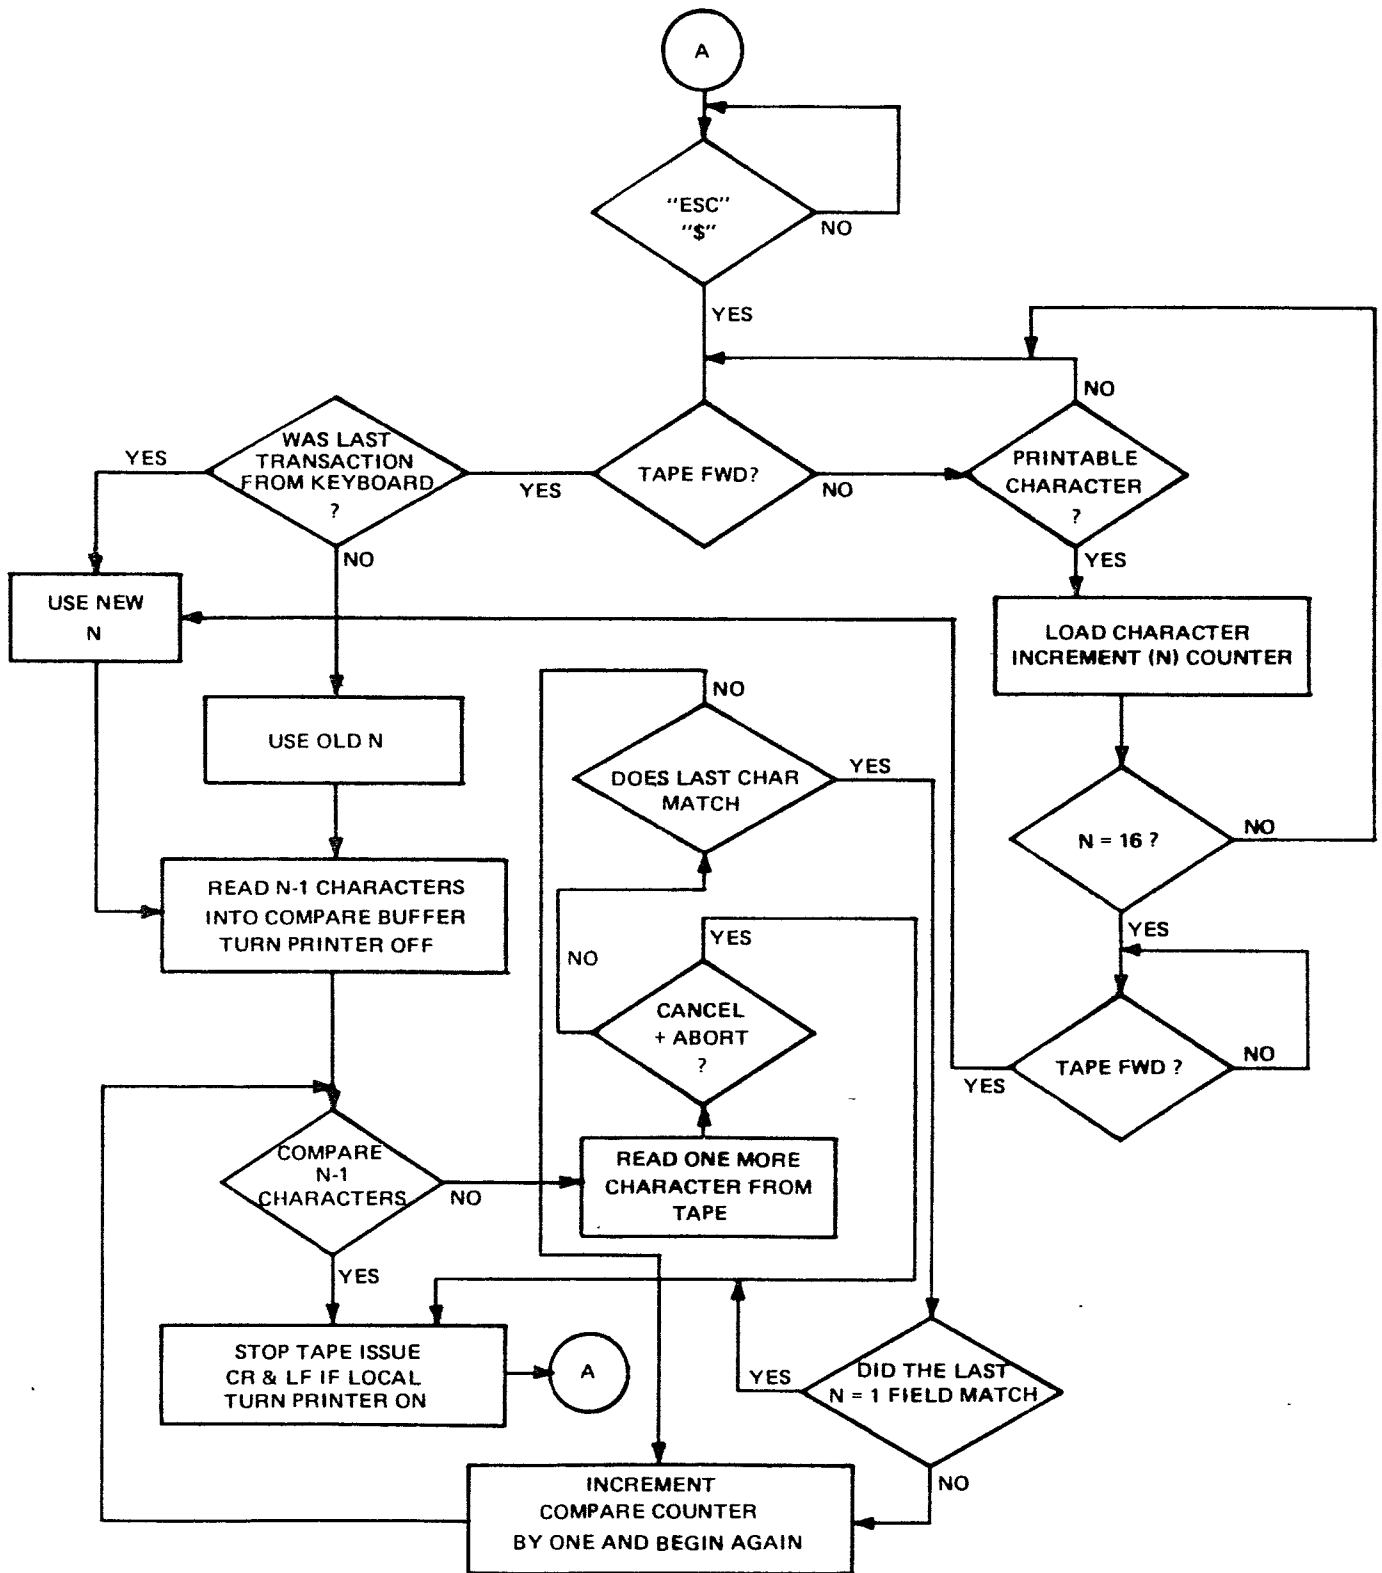 A
"ESC"
"$"
NO
YES
NO
WAS LAST
TRANSACTION
FROM KEYBOARD
?
YES
NO
YES
TAPE FWD?
NO
PRINTABLE
CHARACTER
?
YES
USE NEW
N
LOAD CHARACTER
INCREMENT (N) COUNTER
USE OLD N
NO
DOES LAST CHAR
MATCH
YES
N = 16 ?
NO
YES
READ N-1 CHARACTERS
INTO COMPARE BUFFER
TURN PRINTER OFF
NO
YES
CANCEL
+ ABORT
?
TAPE FWD ?
YES
NO
COMPARE
N-1
CHARACTERS
NO
YES
READ ONE MORE
CHARACTER FROM
TAPE
STOP TAPE ISSUE
CR & LF IF LOCAL
TURN PRINTER ON
A
YES
DID THE LAST
N = 1 FIELD MATCH
NO
INCREMENT
COMPARE COUNTER
BY ONE AND BEGIN AGAIN